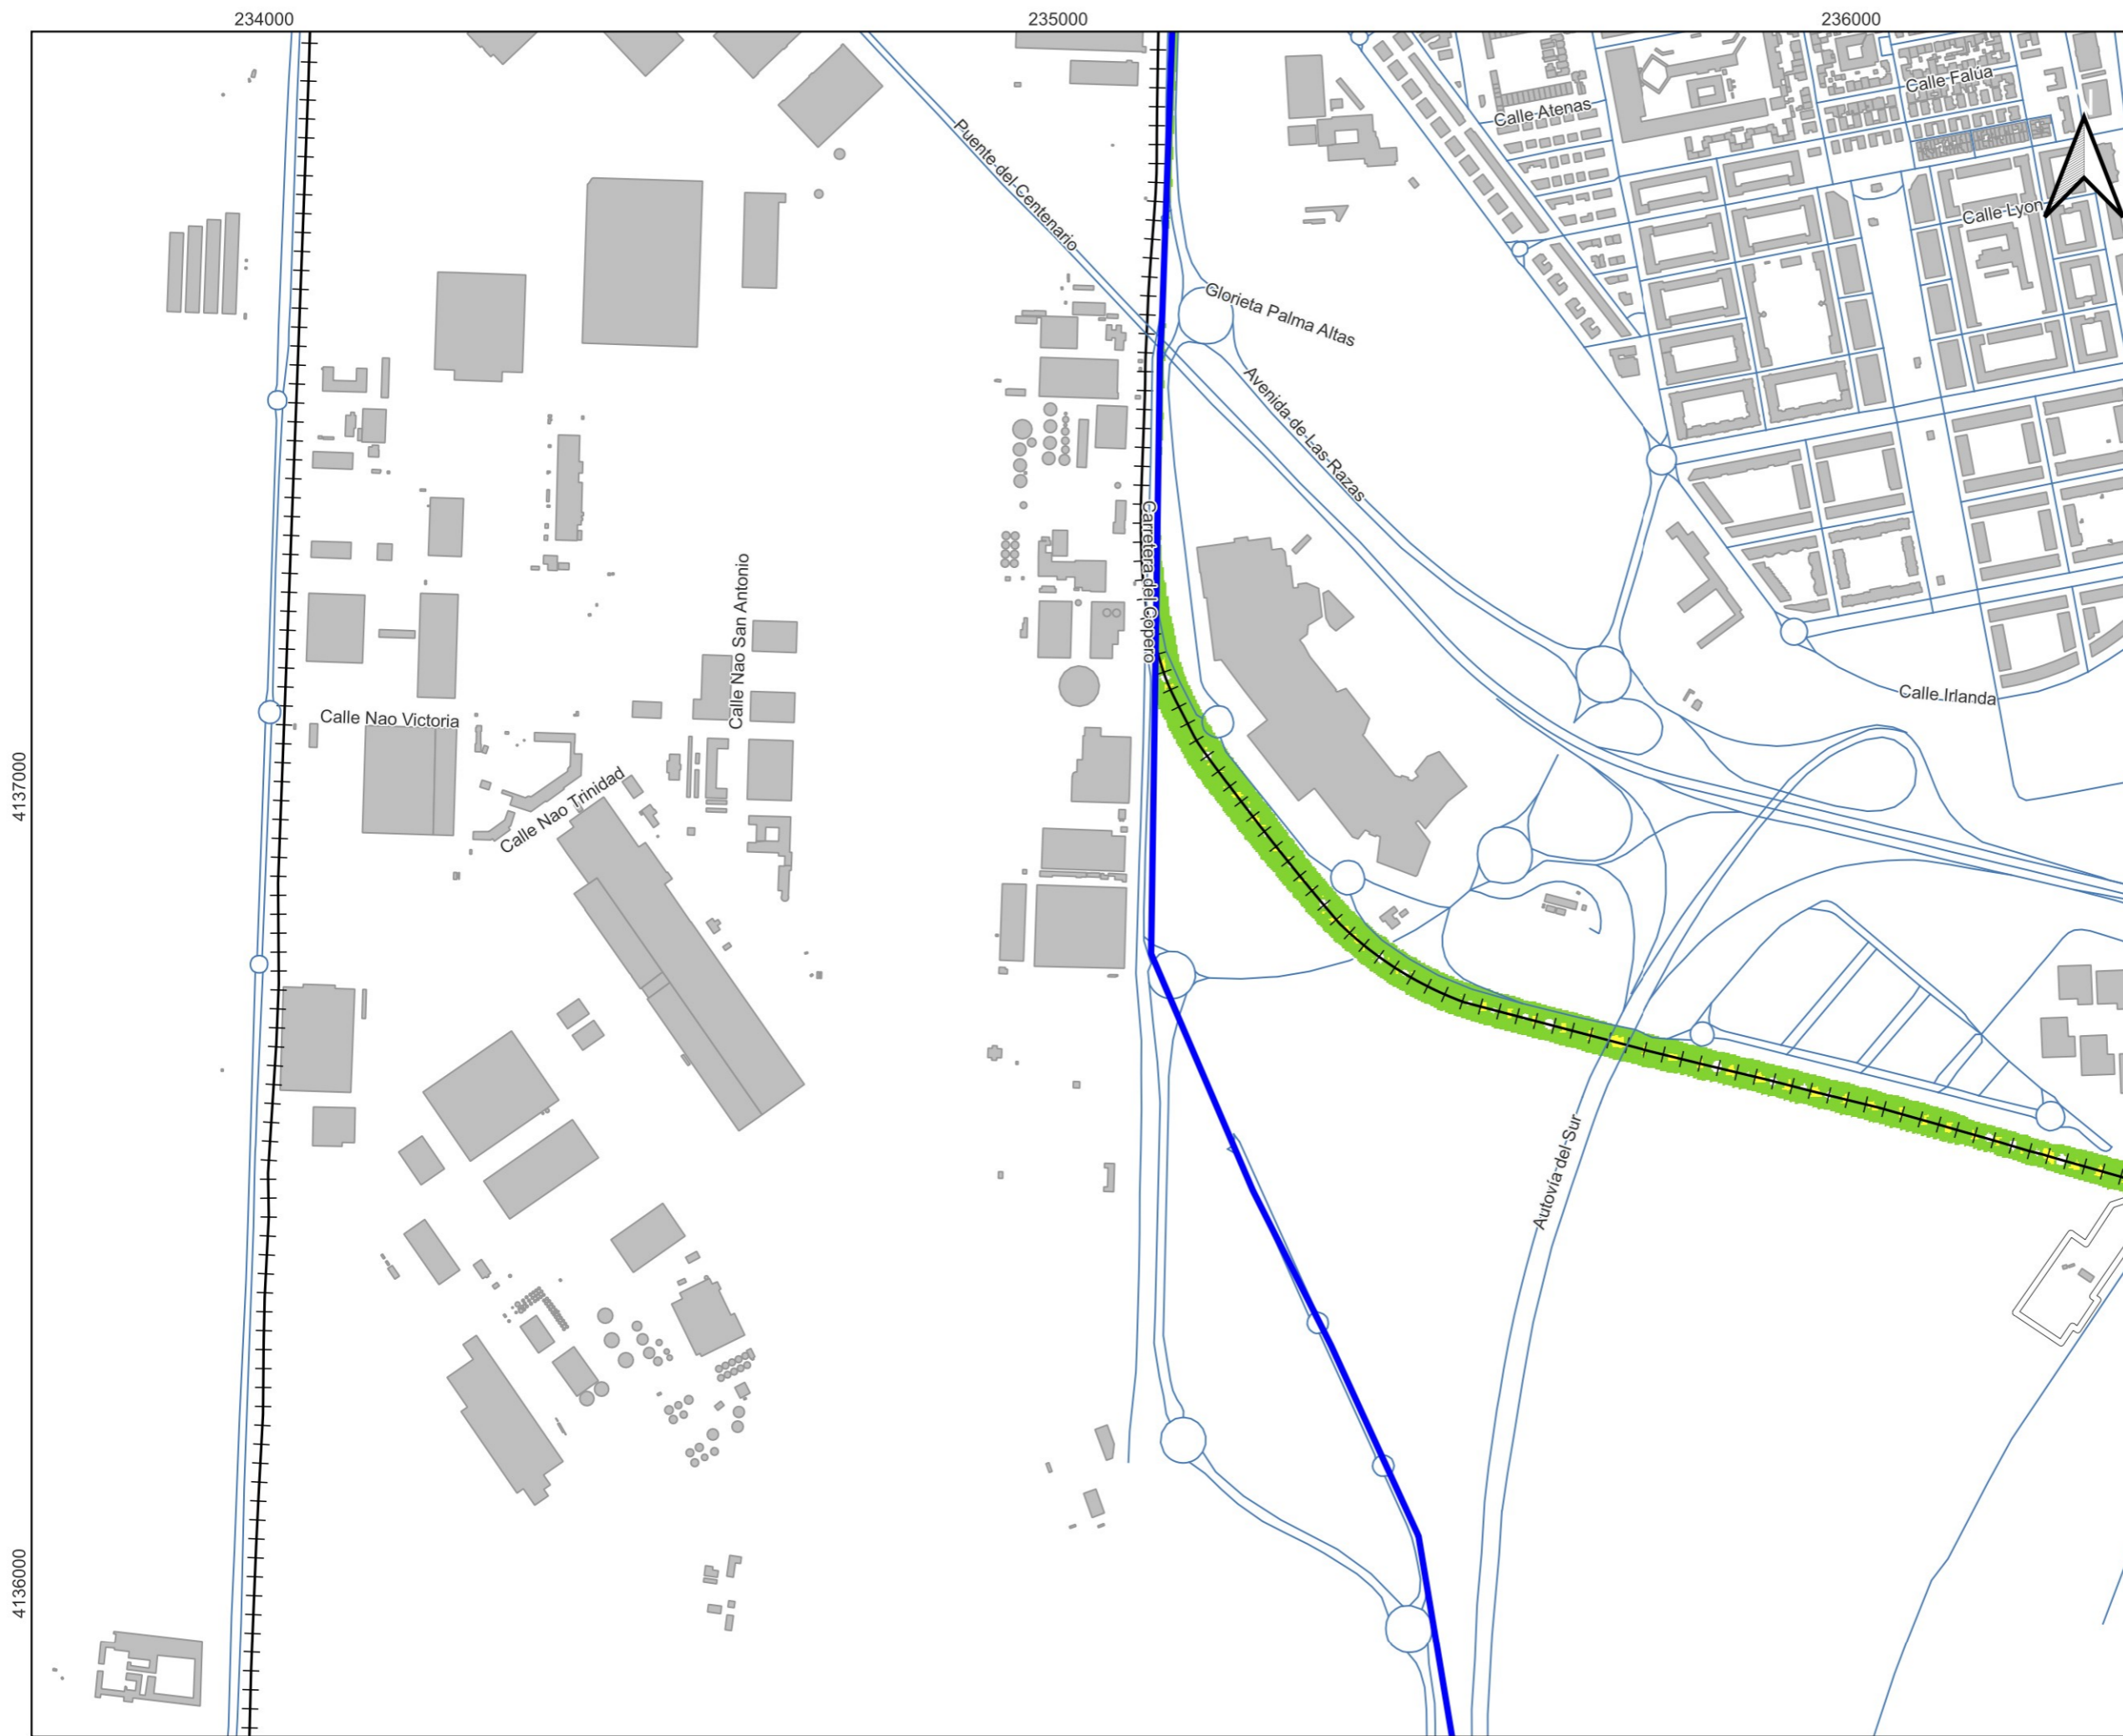 234000
235000
236000
Calle Falúa
Calle Atenas
N
Puente del Centenario
Calle Lyon
Glorieta Palma Altas
Avenida de Las Razas
Carretera del Copero
Calle Nao San Antonio
Calle Irlanda
Calle Nao Victoria
4137000
Calle Nao Trinidad
Autovía del Sur
4136000